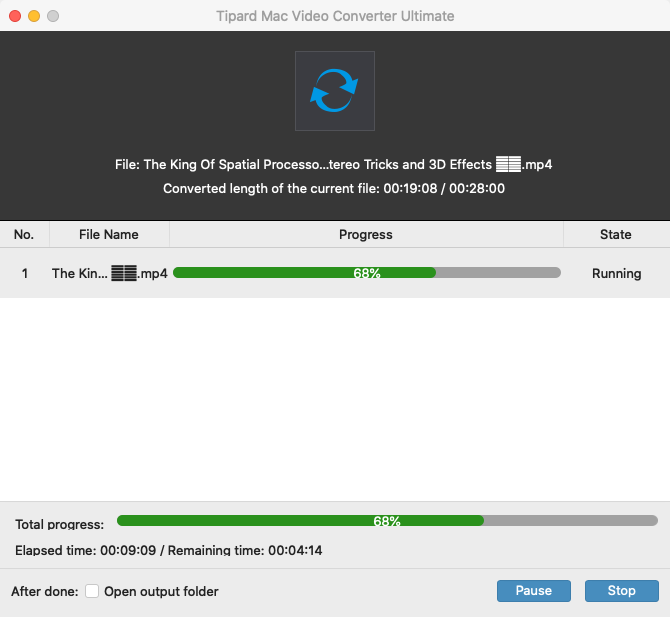 Tipard Mac Video Converter Ultimate
File: The King Of Spatial Processo...tereo Tricks and 3D Effects 𝌆𝌆.mp4
Converted length of the current file: 00:19:08 / 00:28:00
No. File Name Progress State
1 The Kin... 𝌆𝌆.mp4 68% Running
Total progress: 68%
Elapsed time: 00:09:09 / Remaining time: 00:04:14
After done: Open output folder Pause Stop